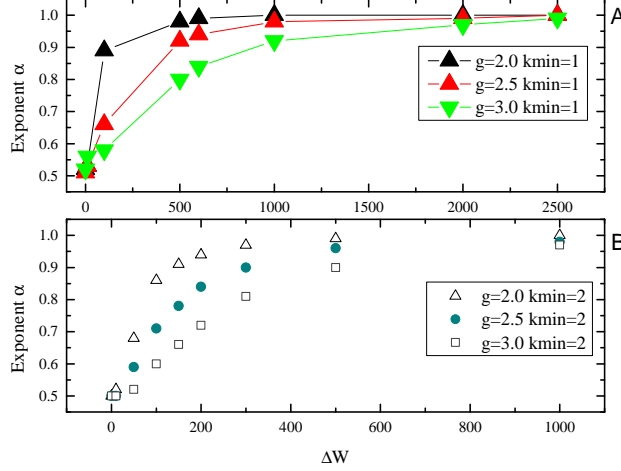 A
1.0
0.9
0.8
0.7
0.6
0.5
Exponent α
g=2.0 kmin=1
g=2.5 kmin=1
g=3.0 kmin=1
0 500 1000 1500 2000 2500
B
1.0
0.9
0.8
0.7
0.6
0.5
Exponent α
g=2.0 kmin=2
g=2.5 kmin=2
g=3.0 kmin=2
0 200 400 600 800 1000
ΔW